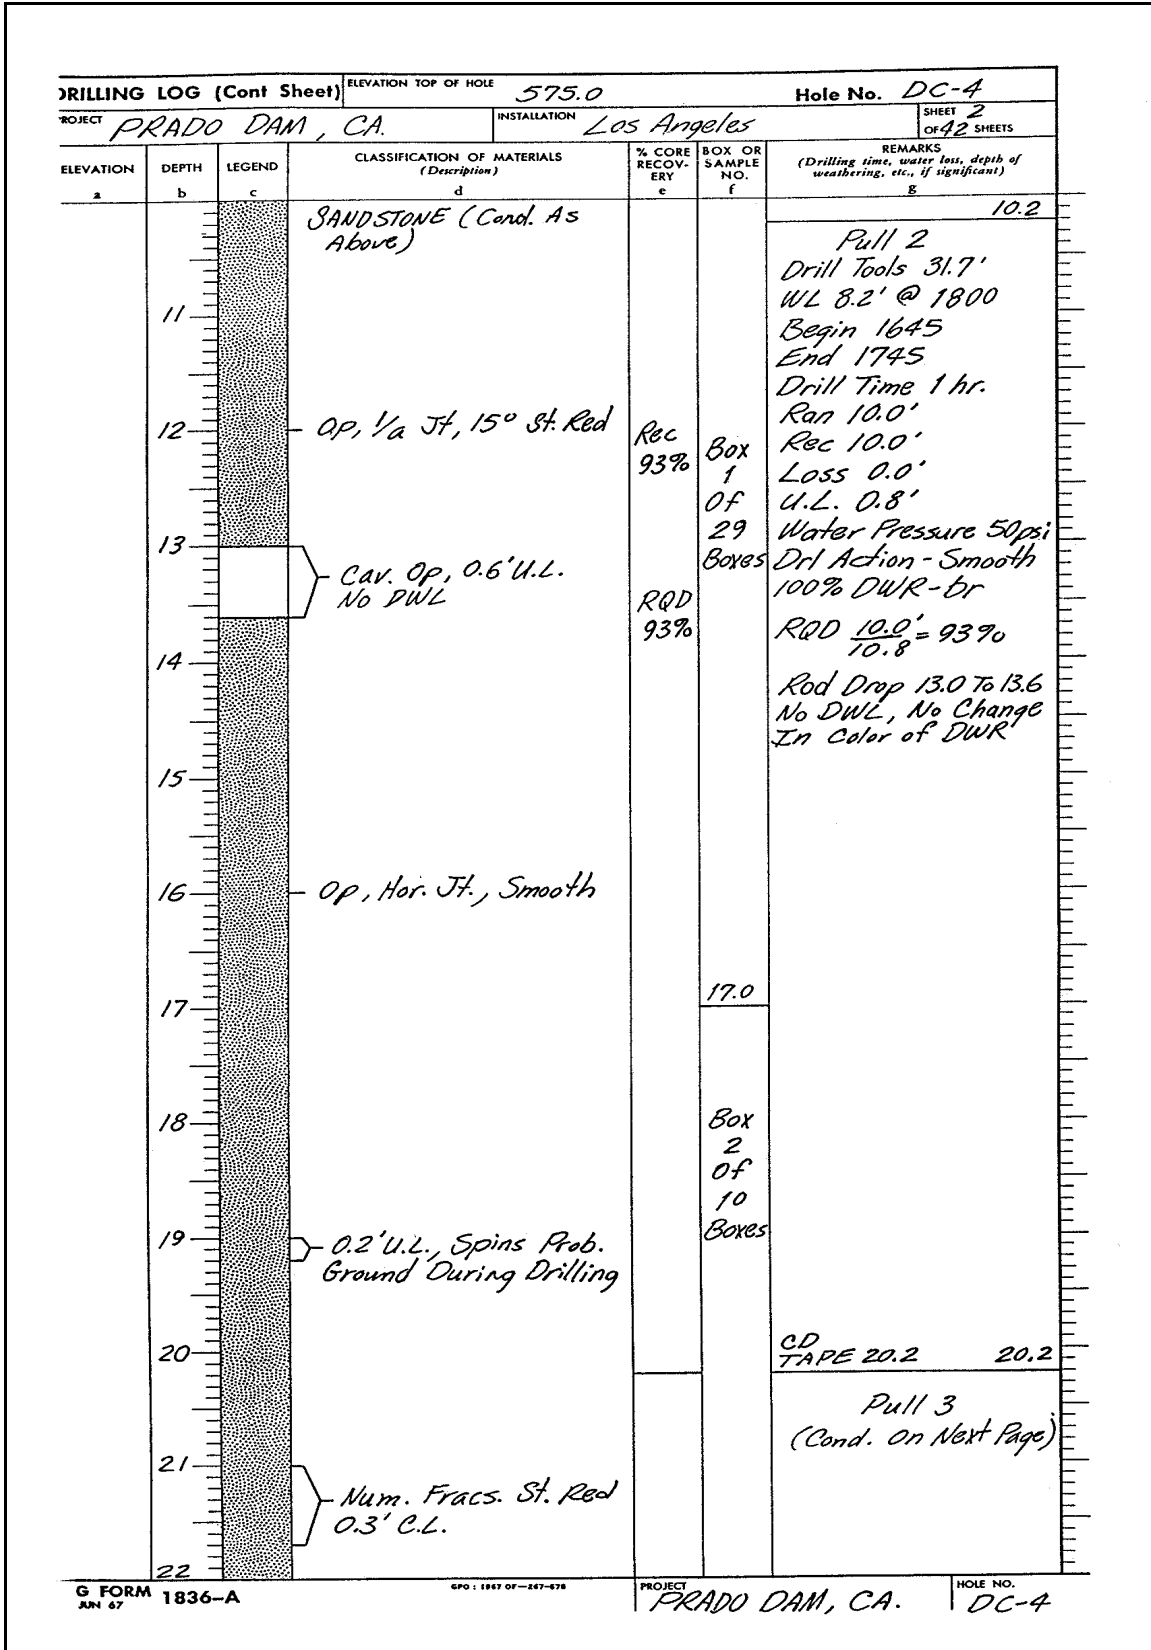 DRILLING LOG (Cont Sheet) ELEVATION TOP OF HOLE 575.0 Hole No. DC-4
PROJECT PRADO DAM, CA. INSTALLATION Los Angeles SHEET 2 OF 42 SHEETS
ELEVATION a
DEPTH b
LEGEND c
CLASSIFICATION OF MATERIALS
(Description)
d
% CORE
RECOV-
ERY
e
BOX OR
SAMPLE
NO.
f
REMARKS
(Drilling time, water loss, depth of
weathering, etc., if significant)
g
SANDSTONE (Cond. As
Above)
10.2
Pull 2
Drill Tools 31.7'
WL 8.2' @ 1800
11
Begin 1645
End 1745
Drill Time 1 hr.
Ran 10.0'
12
Op, 1/a Jt, 15° St. Red
Rec
93%
Box
1
Of
29
Boxes
Rec 10.0'
Loss 0.0'
U.L. 0.8'
Water Pressure 50psi
13
Drl Action - Smooth
Cav. Op, 0.6' U.L.
No DWL
100% DWR-br
RQD
93%
RQD 10.0'/10.8 = 93%
14
Rod Drop 13.0 To 13.6
No DWL, No Change
In Color of DWR
15
16
Op, Hor. Jt., Smooth
17.0
17
18
Box
2
Of
10
Boxes
19
0.2' U.L., Spins Prob.
Ground During Drilling
20
CD
TAPE 20.2 20.2
Pull 3
(Cond. On Next Page)
21
Num. Fracs. St. Red
0.3' C.L.
22
G FORM
JUN 67
1836-A
GPO : 1967 OF-267-678
PROJECT
PRADO DAM, CA.
HOLE NO.
DC-4